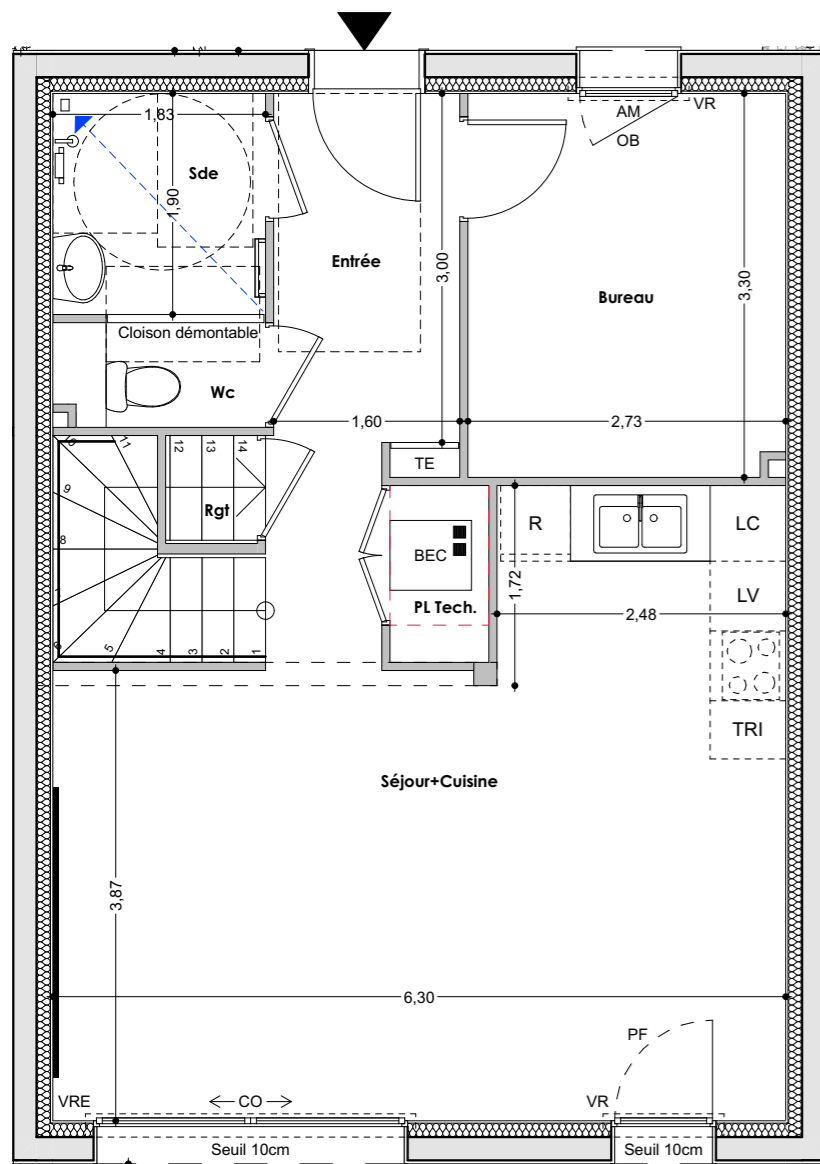 AM
VR
OB
1,83
Sde
1,90
Entrée
3,00
Bureau
3,30
Cloison démontable
Wc
1,60
2,73
TE
10
11
12
13
14
9
Rgt
8
BEC
R
LC
1,72
LV
PL Tech.
2,48
6
5
4
3
2
1
TRI
Séjour+Cuisine
3,87
6,30
PF
VRE
CO
VR
Seuil 10cm
Seuil 10cm